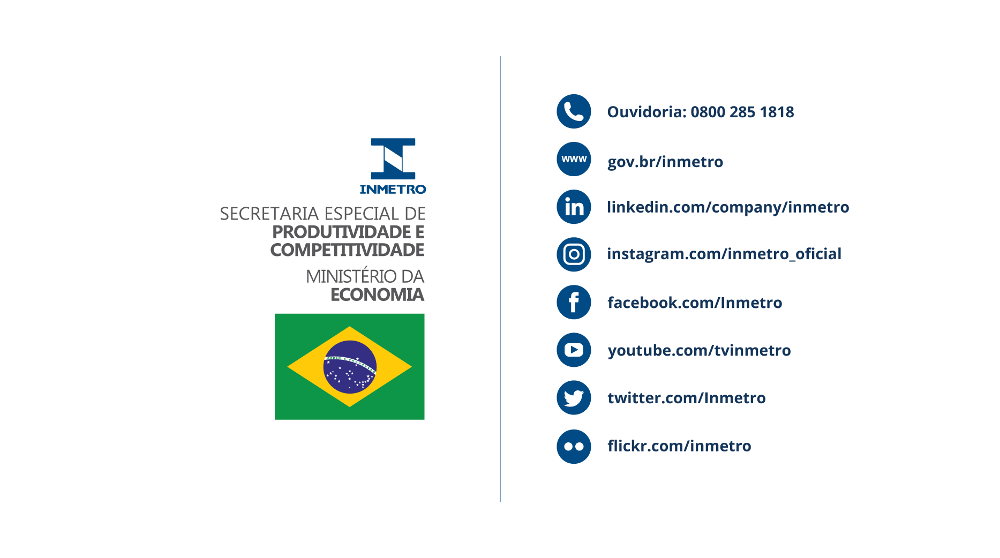 INMETRO
SECRETARIA ESPECIAL DE
PRODUTIVIDADE E
COMPETITIVIDADE
MINISTÉRIO DA
ECONOMIA
ORDEM E PROGRESSO
Ouvidoria: 0800 285 1818
www
gov.br/inmetro
in
linkedin.com/company/inmetro
instagram.com/inmetro_oficial
f
facebook.com/Inmetro
youtube.com/tvinmetro
twitter.com/Inmetro
flickr.com/inmetro